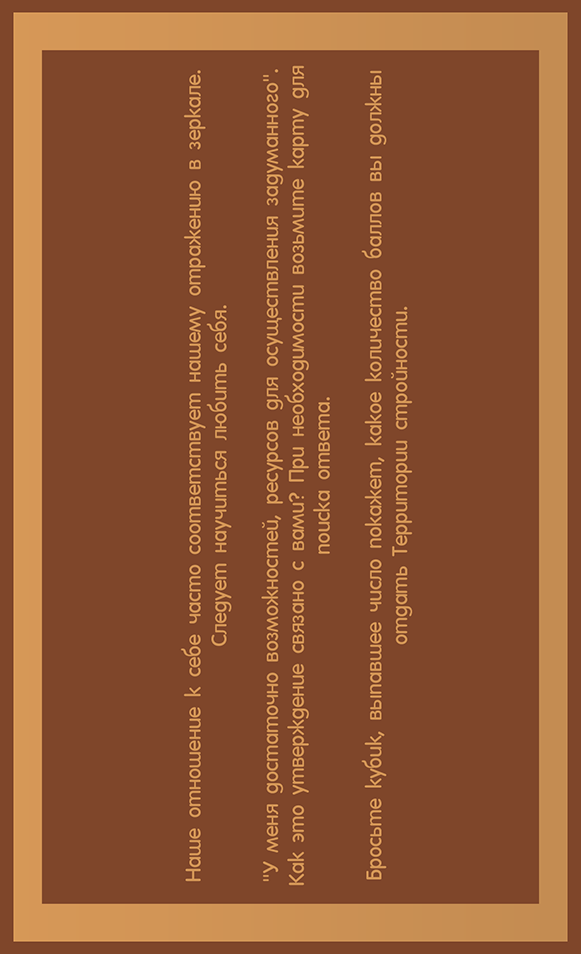 Наше отношение к себе часто соответствует нашему отражению в зеркале.
Следует научиться любить себя.
"У меня достаточно возможностей, ресурсов для осуществления задуманного".
Как это утверждение связано с вами? При необходимости возьмите карту для
поиска ответа.
Бросьте кубик, выпавшее число покажет, какое количество баллов вы должны
отдать Территории стройности.